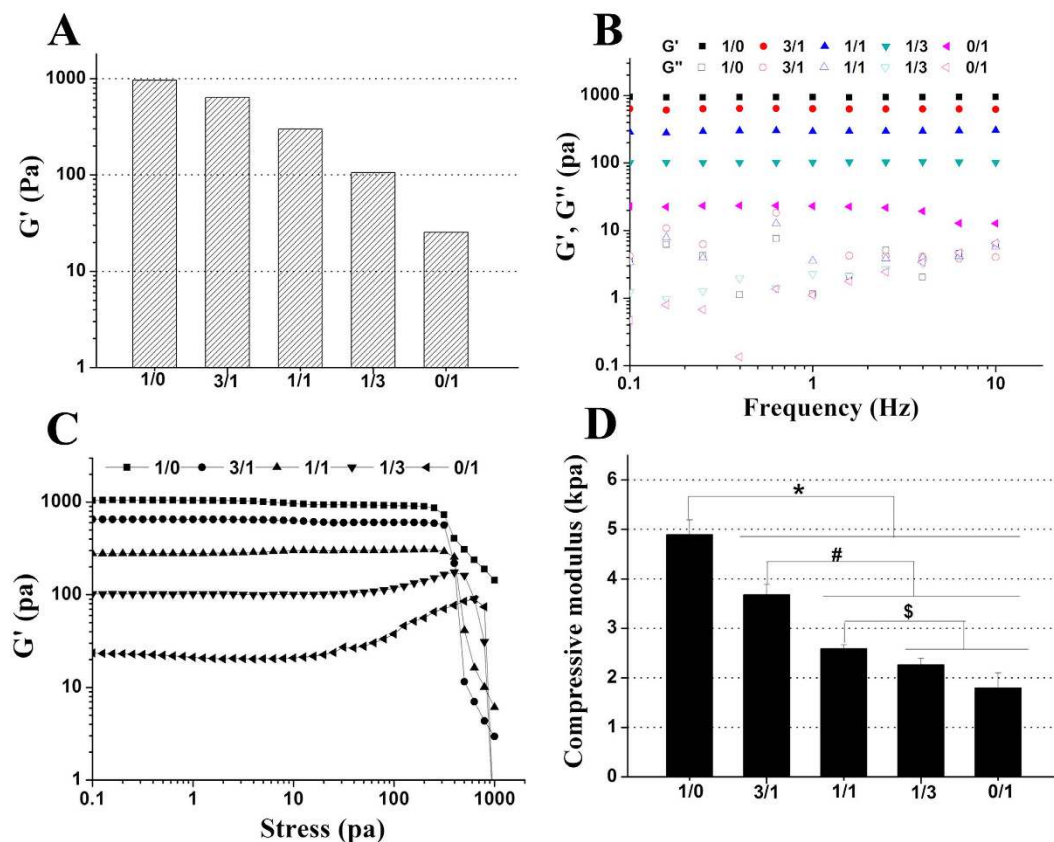 A
G' (Pa)
1000
100
10
1
1/0 3/1 1/1 1/3 0/1
B
G' 1/0 3/1 1/1 1/3 0/1
G'' 1/0 3/1 1/1 1/3 0/1
G', G'' (pa)
1000
100
10
1
0.1
0.1 1 10
Frequency (Hz)
C
1/0 3/1 1/1 1/3 0/1
G' (pa)
1000
100
10
1
0.1 1 10 100 1000
Stress (pa)
D
Compressive modulus (kpa)
6
5
4
3
2
1
0
*
#
$
1/0 3/1 1/1 1/3 0/1